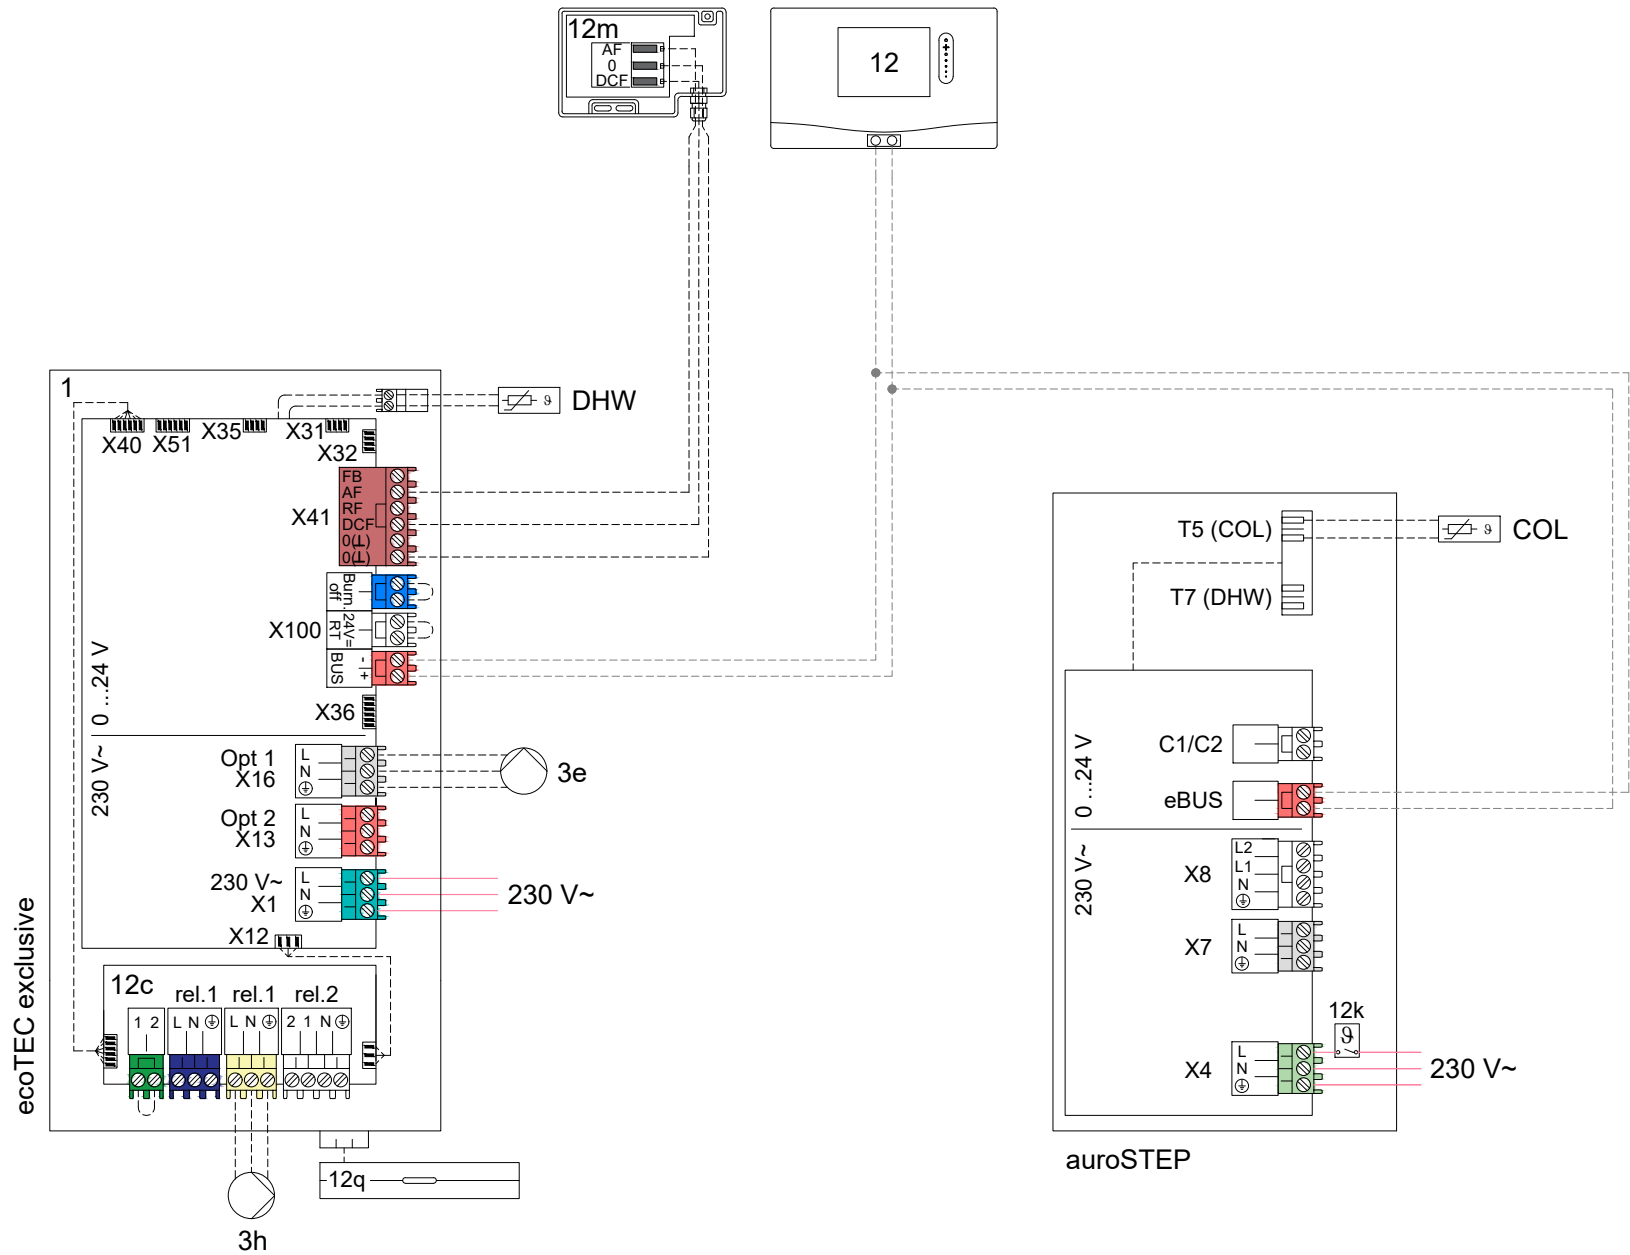 12m
AF
0
DCF
12
1
DHW
X40
X51
X35
X31
X32
X41
FB
AF
RF
DCF
0(⊥)
0(⊥)
Burn.
off
X100
24V=
RT
BUS
-
+
X36
0 ...24 V
230 V~
Opt 1
X16
L
N
3e
Opt 2
X13
L
N
230 V~
X1
L
N
230 V~
X12
12c
rel.1
rel.1
rel.2
1 2
L N
L N
2 1 N
12q
3h
ecoTEC exclusive
T5 (COL)
ϑ
COL
T7 (DHW)
0 ...24 V
C1/C2
eBUS
230 V~
X8
L2
L1
N
X7
L
N
12k
ϑ
X4
L
N
230 V~
auroSTEP